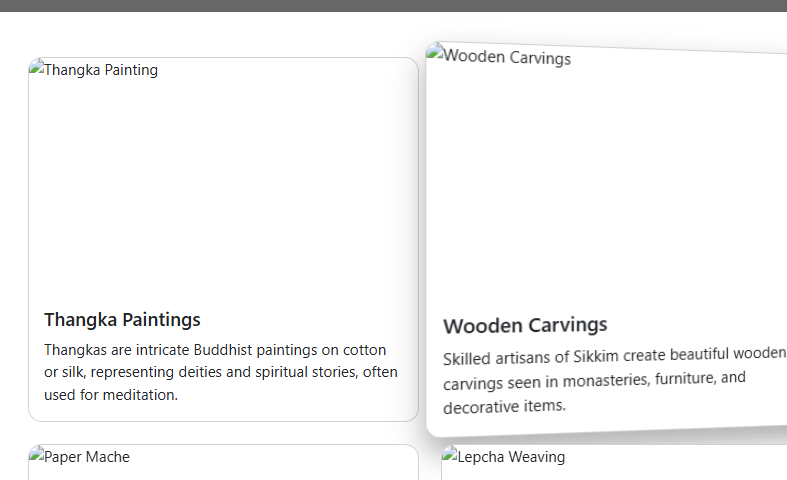 Thangka Painting
Wooden Carvings
Thangka Paintings
Thangkas are intricate Buddhist paintings on cotton
or silk, representing deities and spiritual stories, often
used for meditation.
Wooden Carvings
Skilled artisans of Sikkim create beautiful wooden
carvings seen in monasteries, furniture, and
decorative items.
Paper Mache
Lepcha Weaving